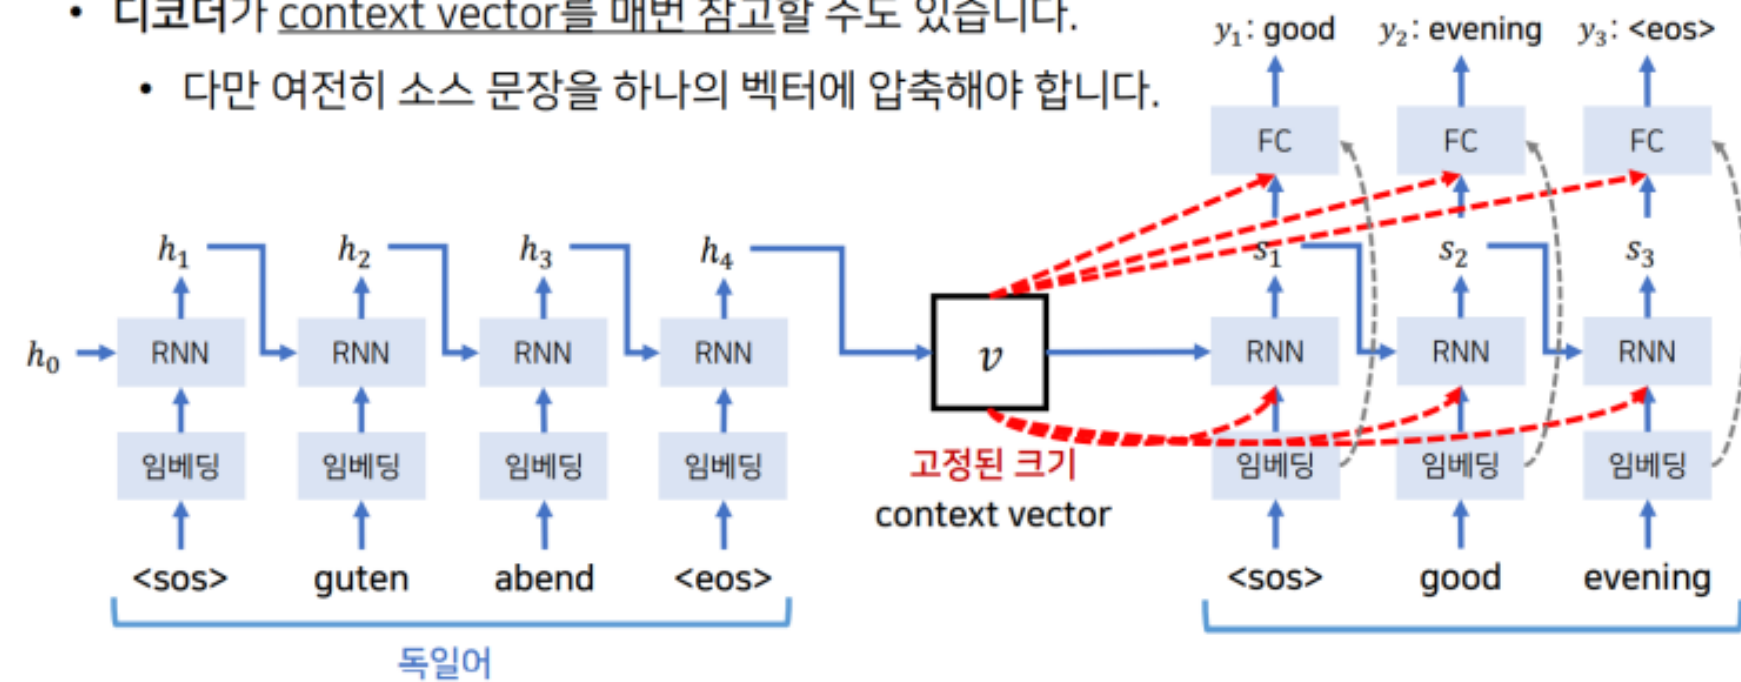 • 디코더가 context vector를 매번 참고할 수도 있습니다.
• 다만 여전히 소스 문장을 하나의 벡터에 압축해야 합니다.
y₁: good y₂: evening y₃: <eos>
FC FC FC
h₁ h₂ h₃ h₄ s₁ s₂ s₃
h₀ RNN RNN RNN RNN v RNN RNN RNN
임베딩 임베딩 임베딩 임베딩 고정된 크기 임베딩 임베딩 임베딩
context vector
<sos> guten abend <eos> <sos> good evening
독일어